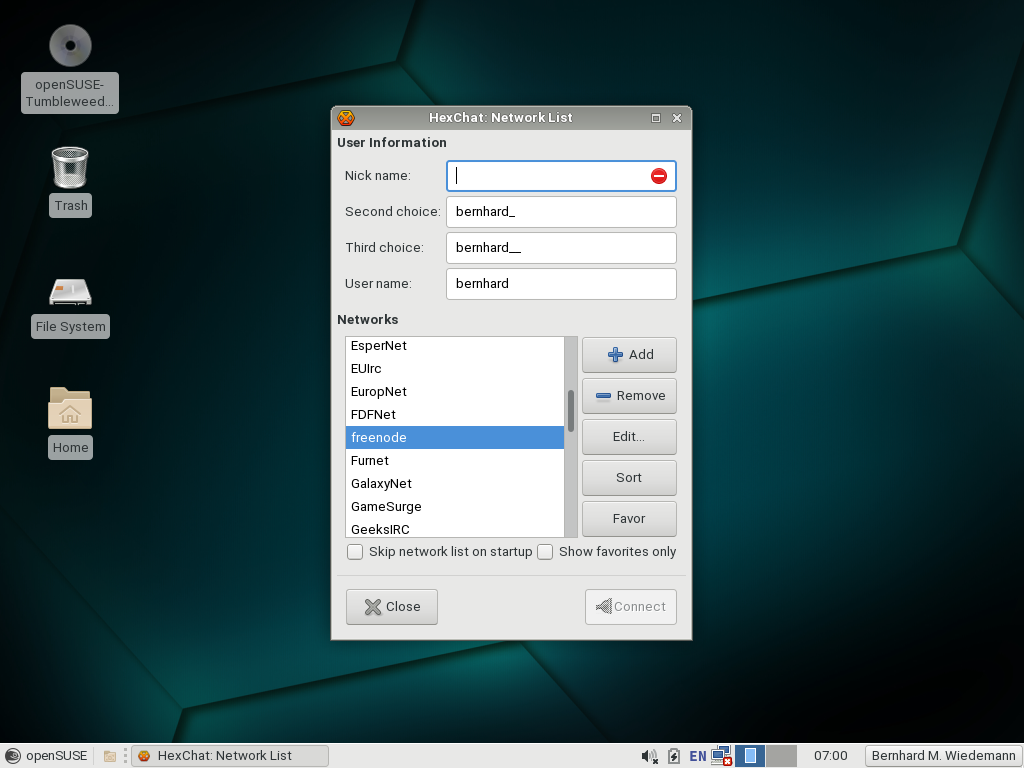 openSUSE-
Tumbleweed...
Trash
File System
Home
HexChat: Network List
User Information
Nick name:
Second choice: bernhard_
Third choice: bernhard__
User name: bernhard
Networks
EsperNet
EUIrc
EuropNet
FDFNet
freenode
Furnet
GalaxyNet
GameSurge
GeeksIRC
Add
Remove
Edit...
Sort
Favor
Skip network list on startup Show favorites only
Close Connect
openSUSE HexChat: Network List EN 07:00 Bernhard M. Wiedemann